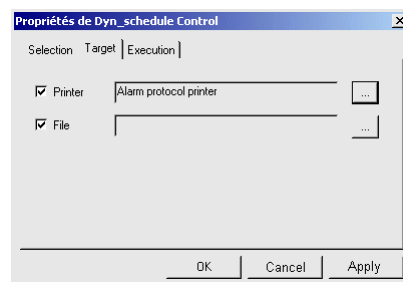 Propriétés de Dyn_schedule Control
Selection Target Execution
Printer Alarm protocol printer ...
File ...
OK Cancel Apply